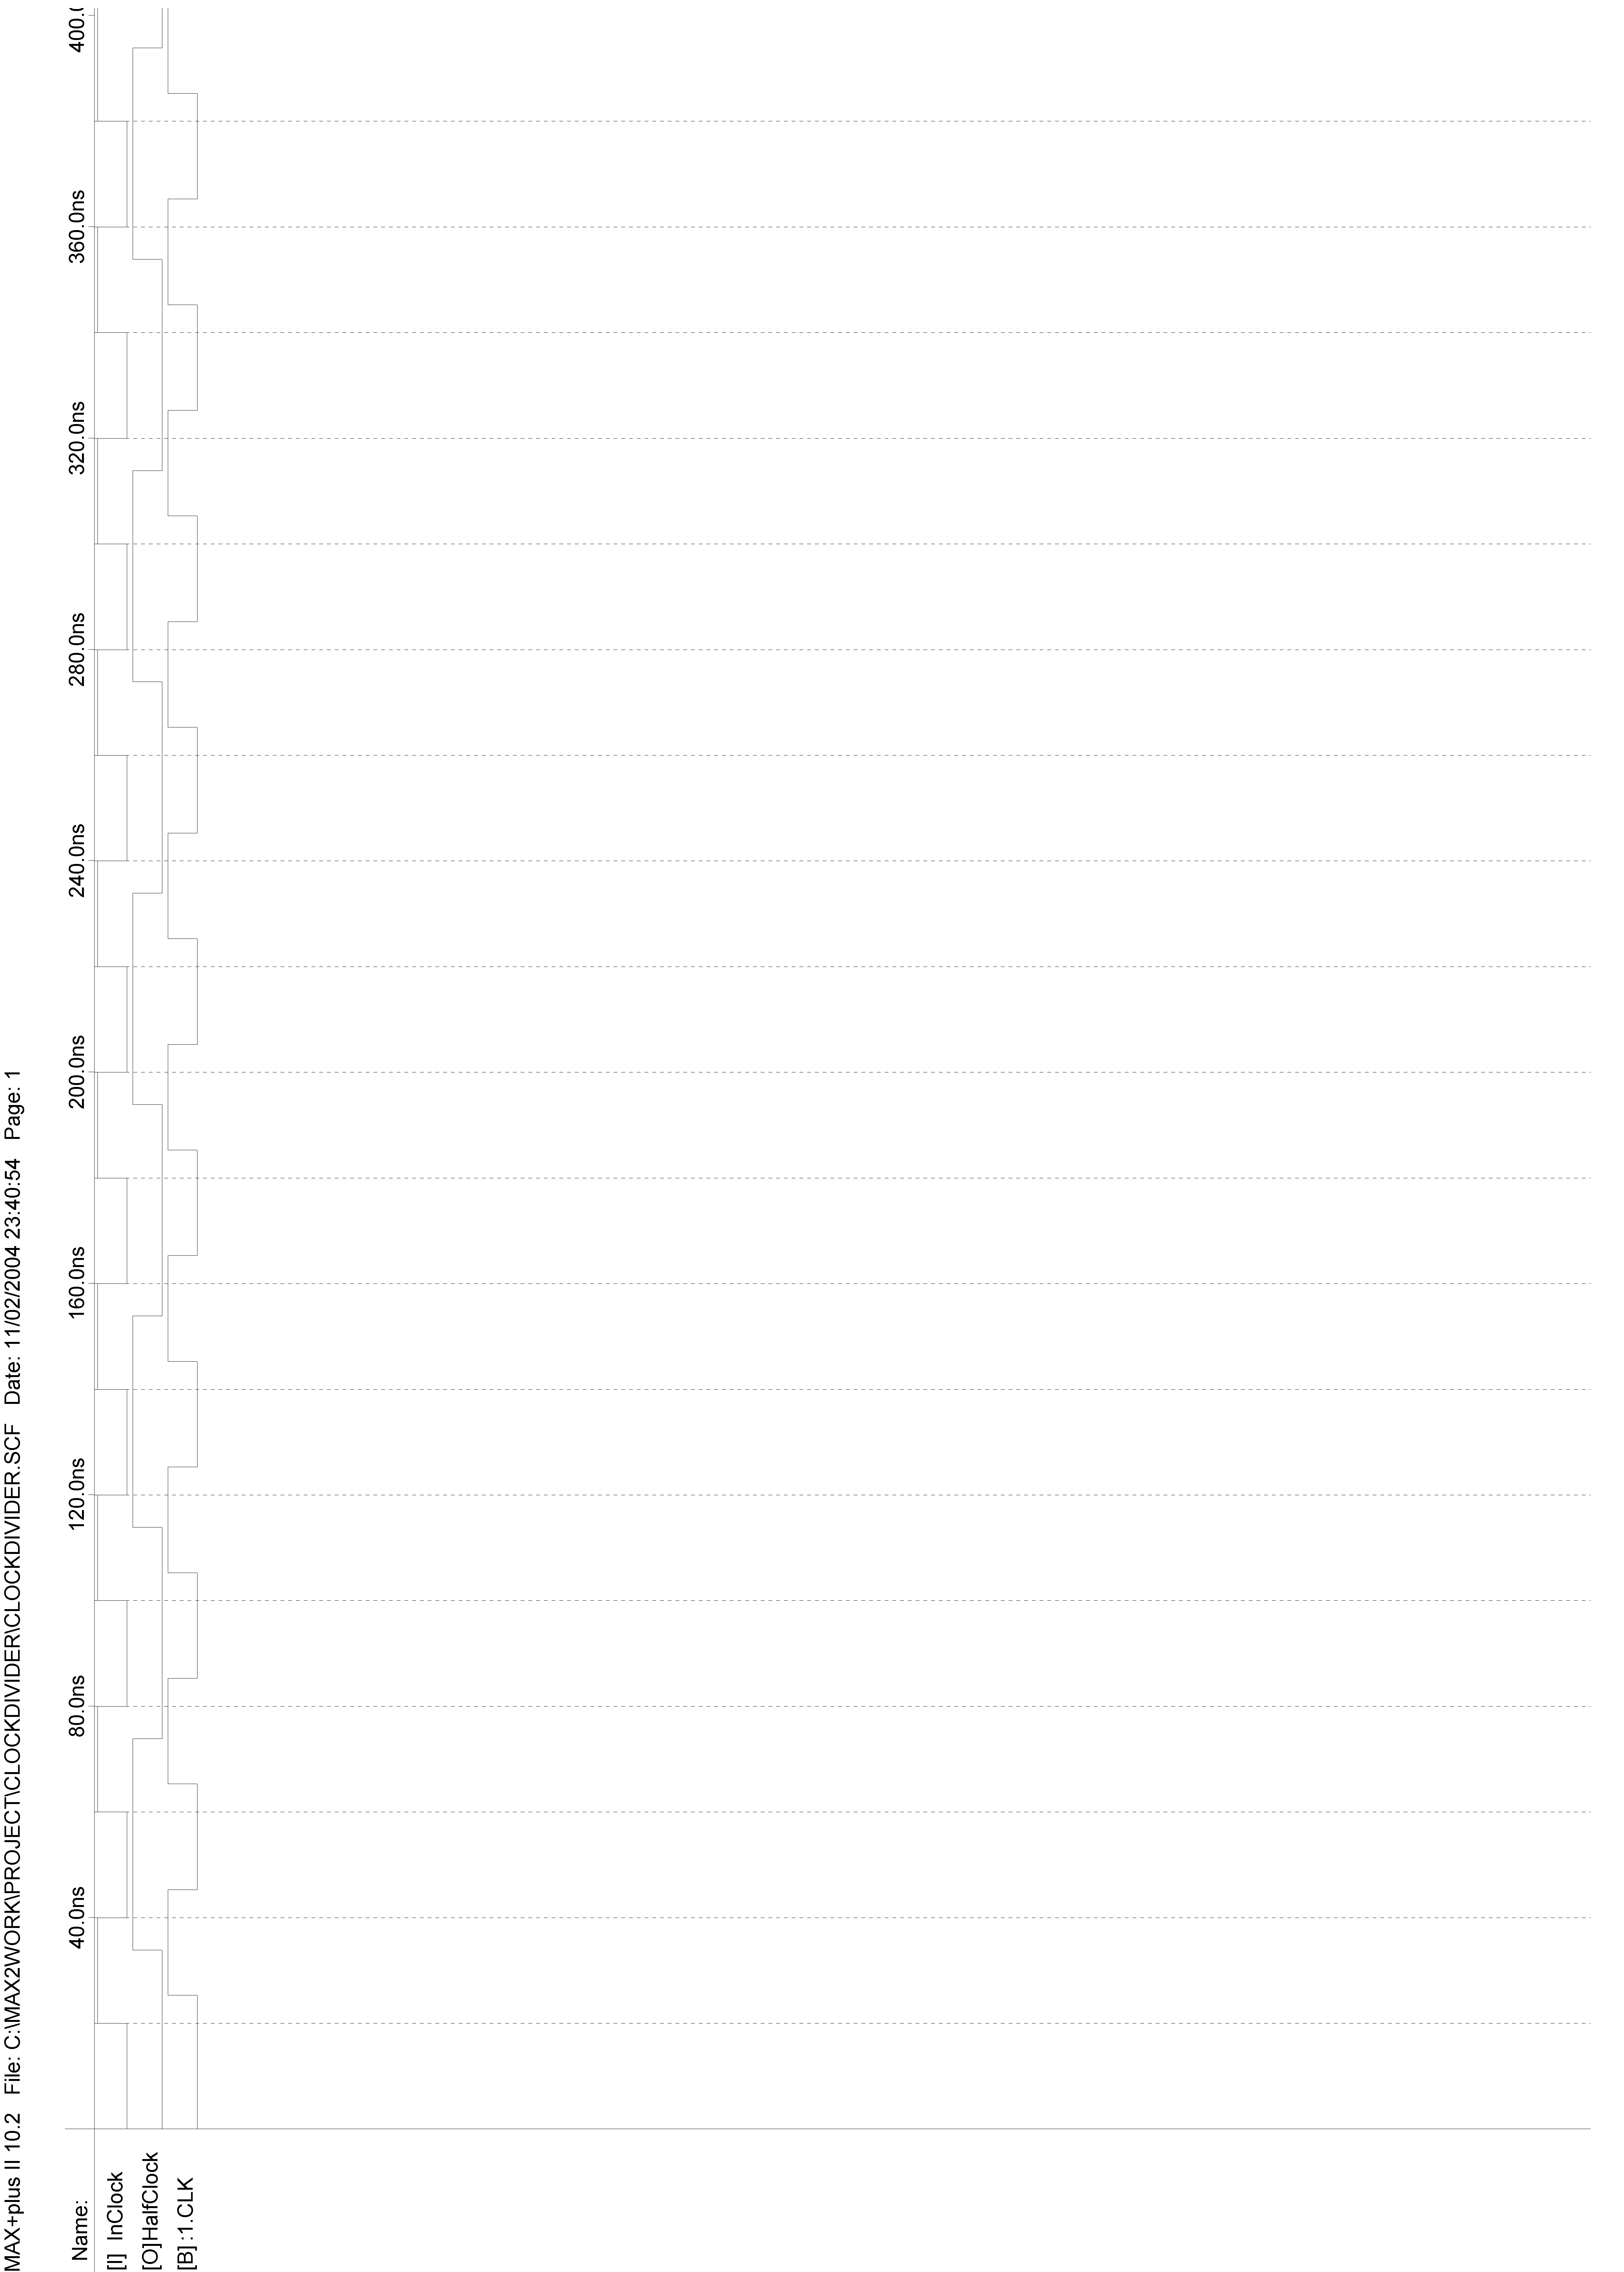 MAX+plus II 10.2 File: C:\MAX2WORK\PROJECT\CLOCKDIVIDER\CLOCKDIVIDER.SCF Date: 11/02/2004 23:40:54 Page: 1
Name: 40.0ns 80.0ns 120.0ns 160.0ns 200.0ns 240.0ns 280.0ns 320.0ns 360.0ns 400.(
[I] InClock
[O]HalfClock
[B] :1.CLK